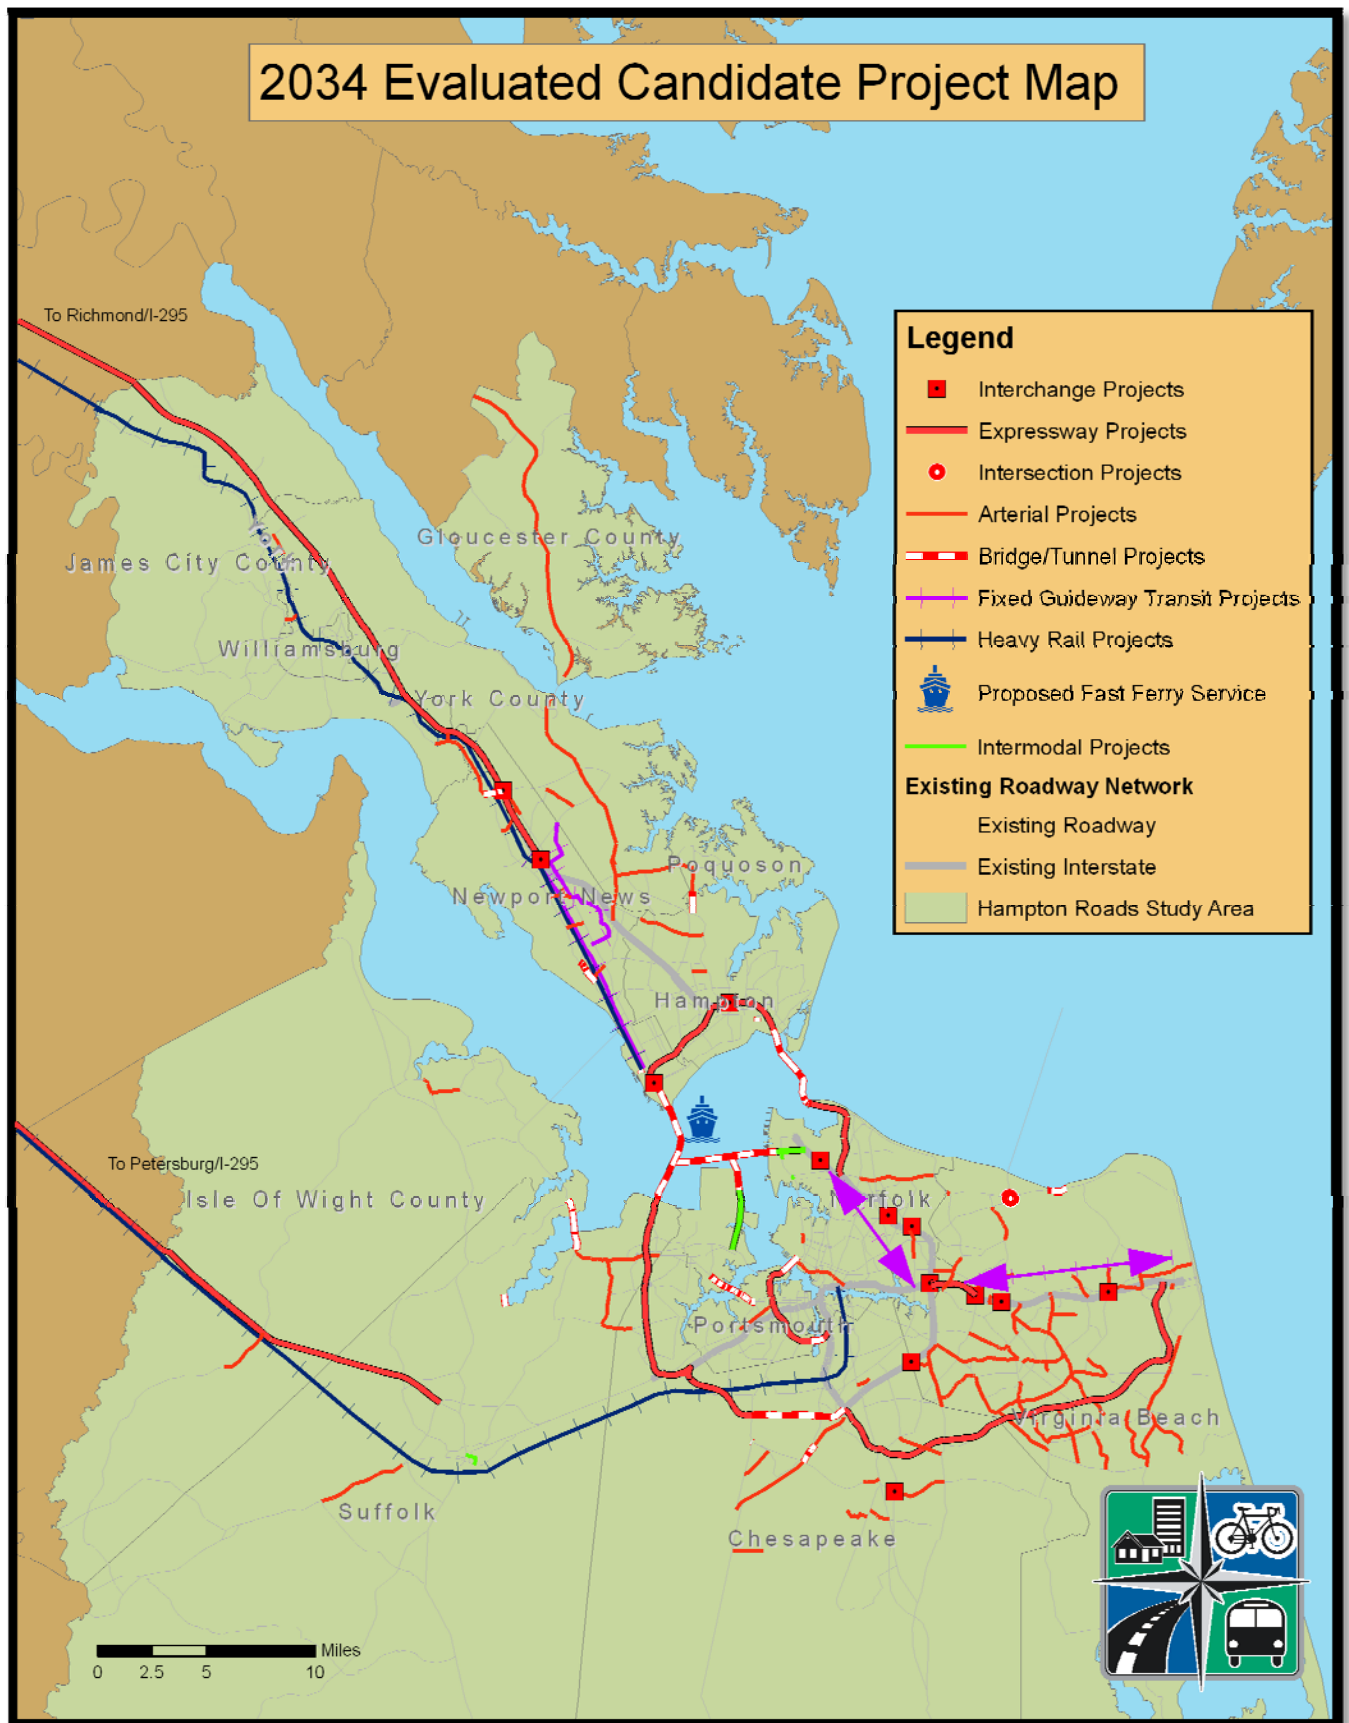 2034 Evaluated Candidate Project Map
To Richmond/I-295
Legend
Interchange Projects
Expressway Projects
Intersection Projects
Arterial Projects
Bridge/Tunnel Projects
Fixed Guideway Transit Projects
Heavy Rail Projects
Proposed Fast Ferry Service
Intermodal Projects
Existing Roadway Network
Existing Roadway
Existing Interstate
Hampton Roads Study Area
Gloucester County
James City County
Williamsburg
York County
Poquoson
Newport News
Hampton
To Petersburg/I-295
Isle Of Wight County
Norfolk
Portsmouth
Virginia Beach
Suffolk
Chesapeake
Miles
0 2.5 5 10